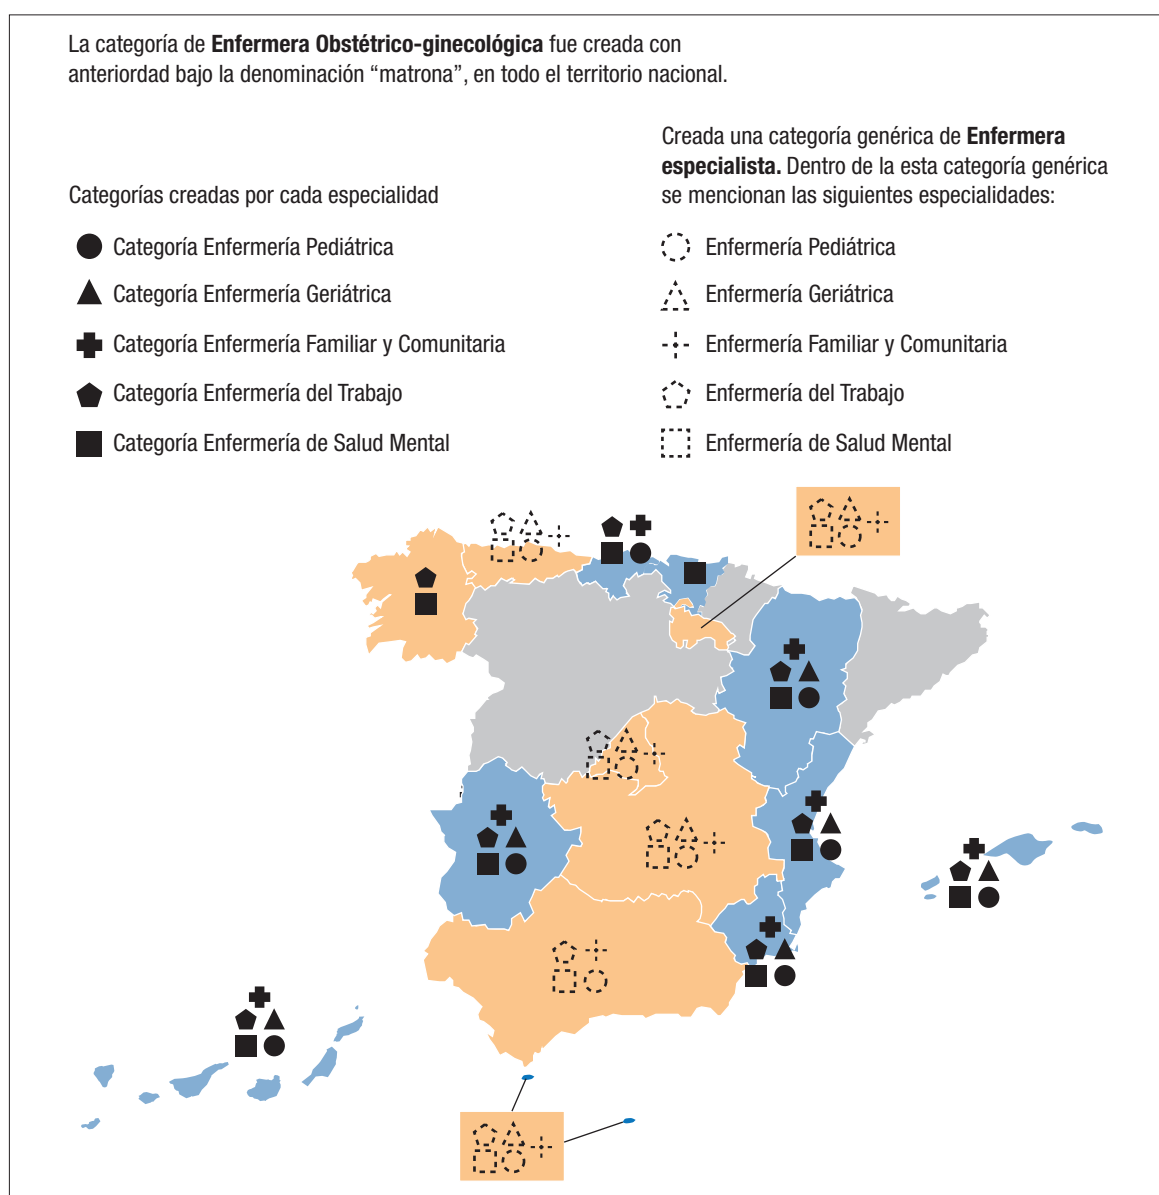 La categoría de Enfermera Obstétrico-ginecológica fue creada con
anteriordad bajo la denominación “matrona”, en todo el territorio nacional.
Categorías creadas por cada especialidad
Categoría Enfermería Pediátrica
Categoría Enfermería Geriátrica
Categoría Enfermería Familiar y Comunitaria
Categoría Enfermería del Trabajo
Categoría Enfermería de Salud Mental
Creada una categoría genérica de Enfermera
especialista. Dentro de la esta categoría genérica
se mencionan las siguientes especialidades:
Enfermería Pediátrica
Enfermería Geriátrica
Enfermería Familiar y Comunitaria
Enfermería del Trabajo
Enfermería de Salud Mental